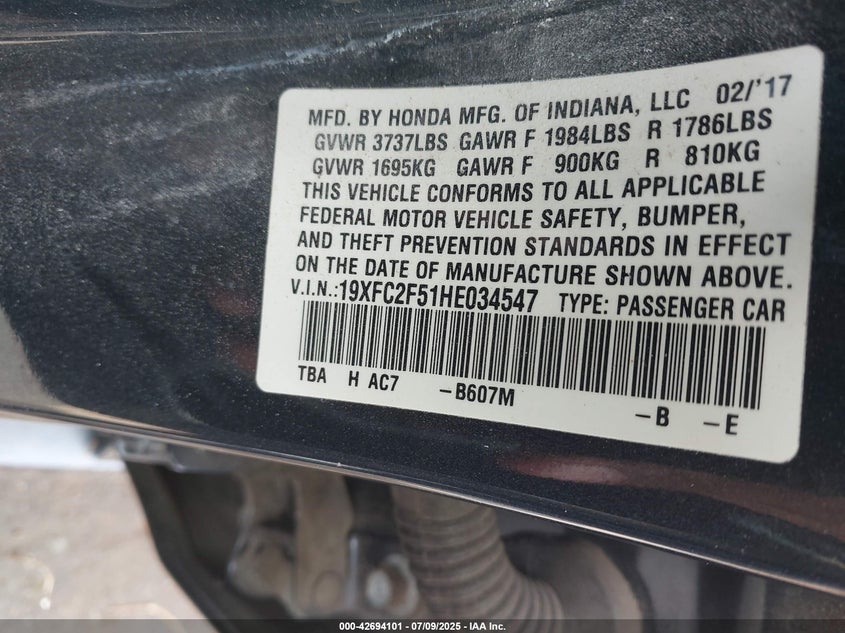 MFD. BY HONDA MFG. OF INDIANA, LLC 02/'17
GVWR 3737LBS GAWR F 1984LBS R 1786LBS
GVWR 1695KG GAWR F 900KG R 810KG
THIS VEHICLE CONFORMS TO ALL APPLICABLE
FEDERAL MOTOR VEHICLE SAFETY, BUMPER,
AND THEFT PREVENTION STANDARDS IN EFFECT
ON THE DATE OF MANUFACTURE SHOWN ABOVE.
V.I.N.:19XFC2F51HE034547 TYPE: PASSENGER CAR
TBA H AC7 -B607M -B -E
000-42694101 - 07/09/2025 - IAA Inc.